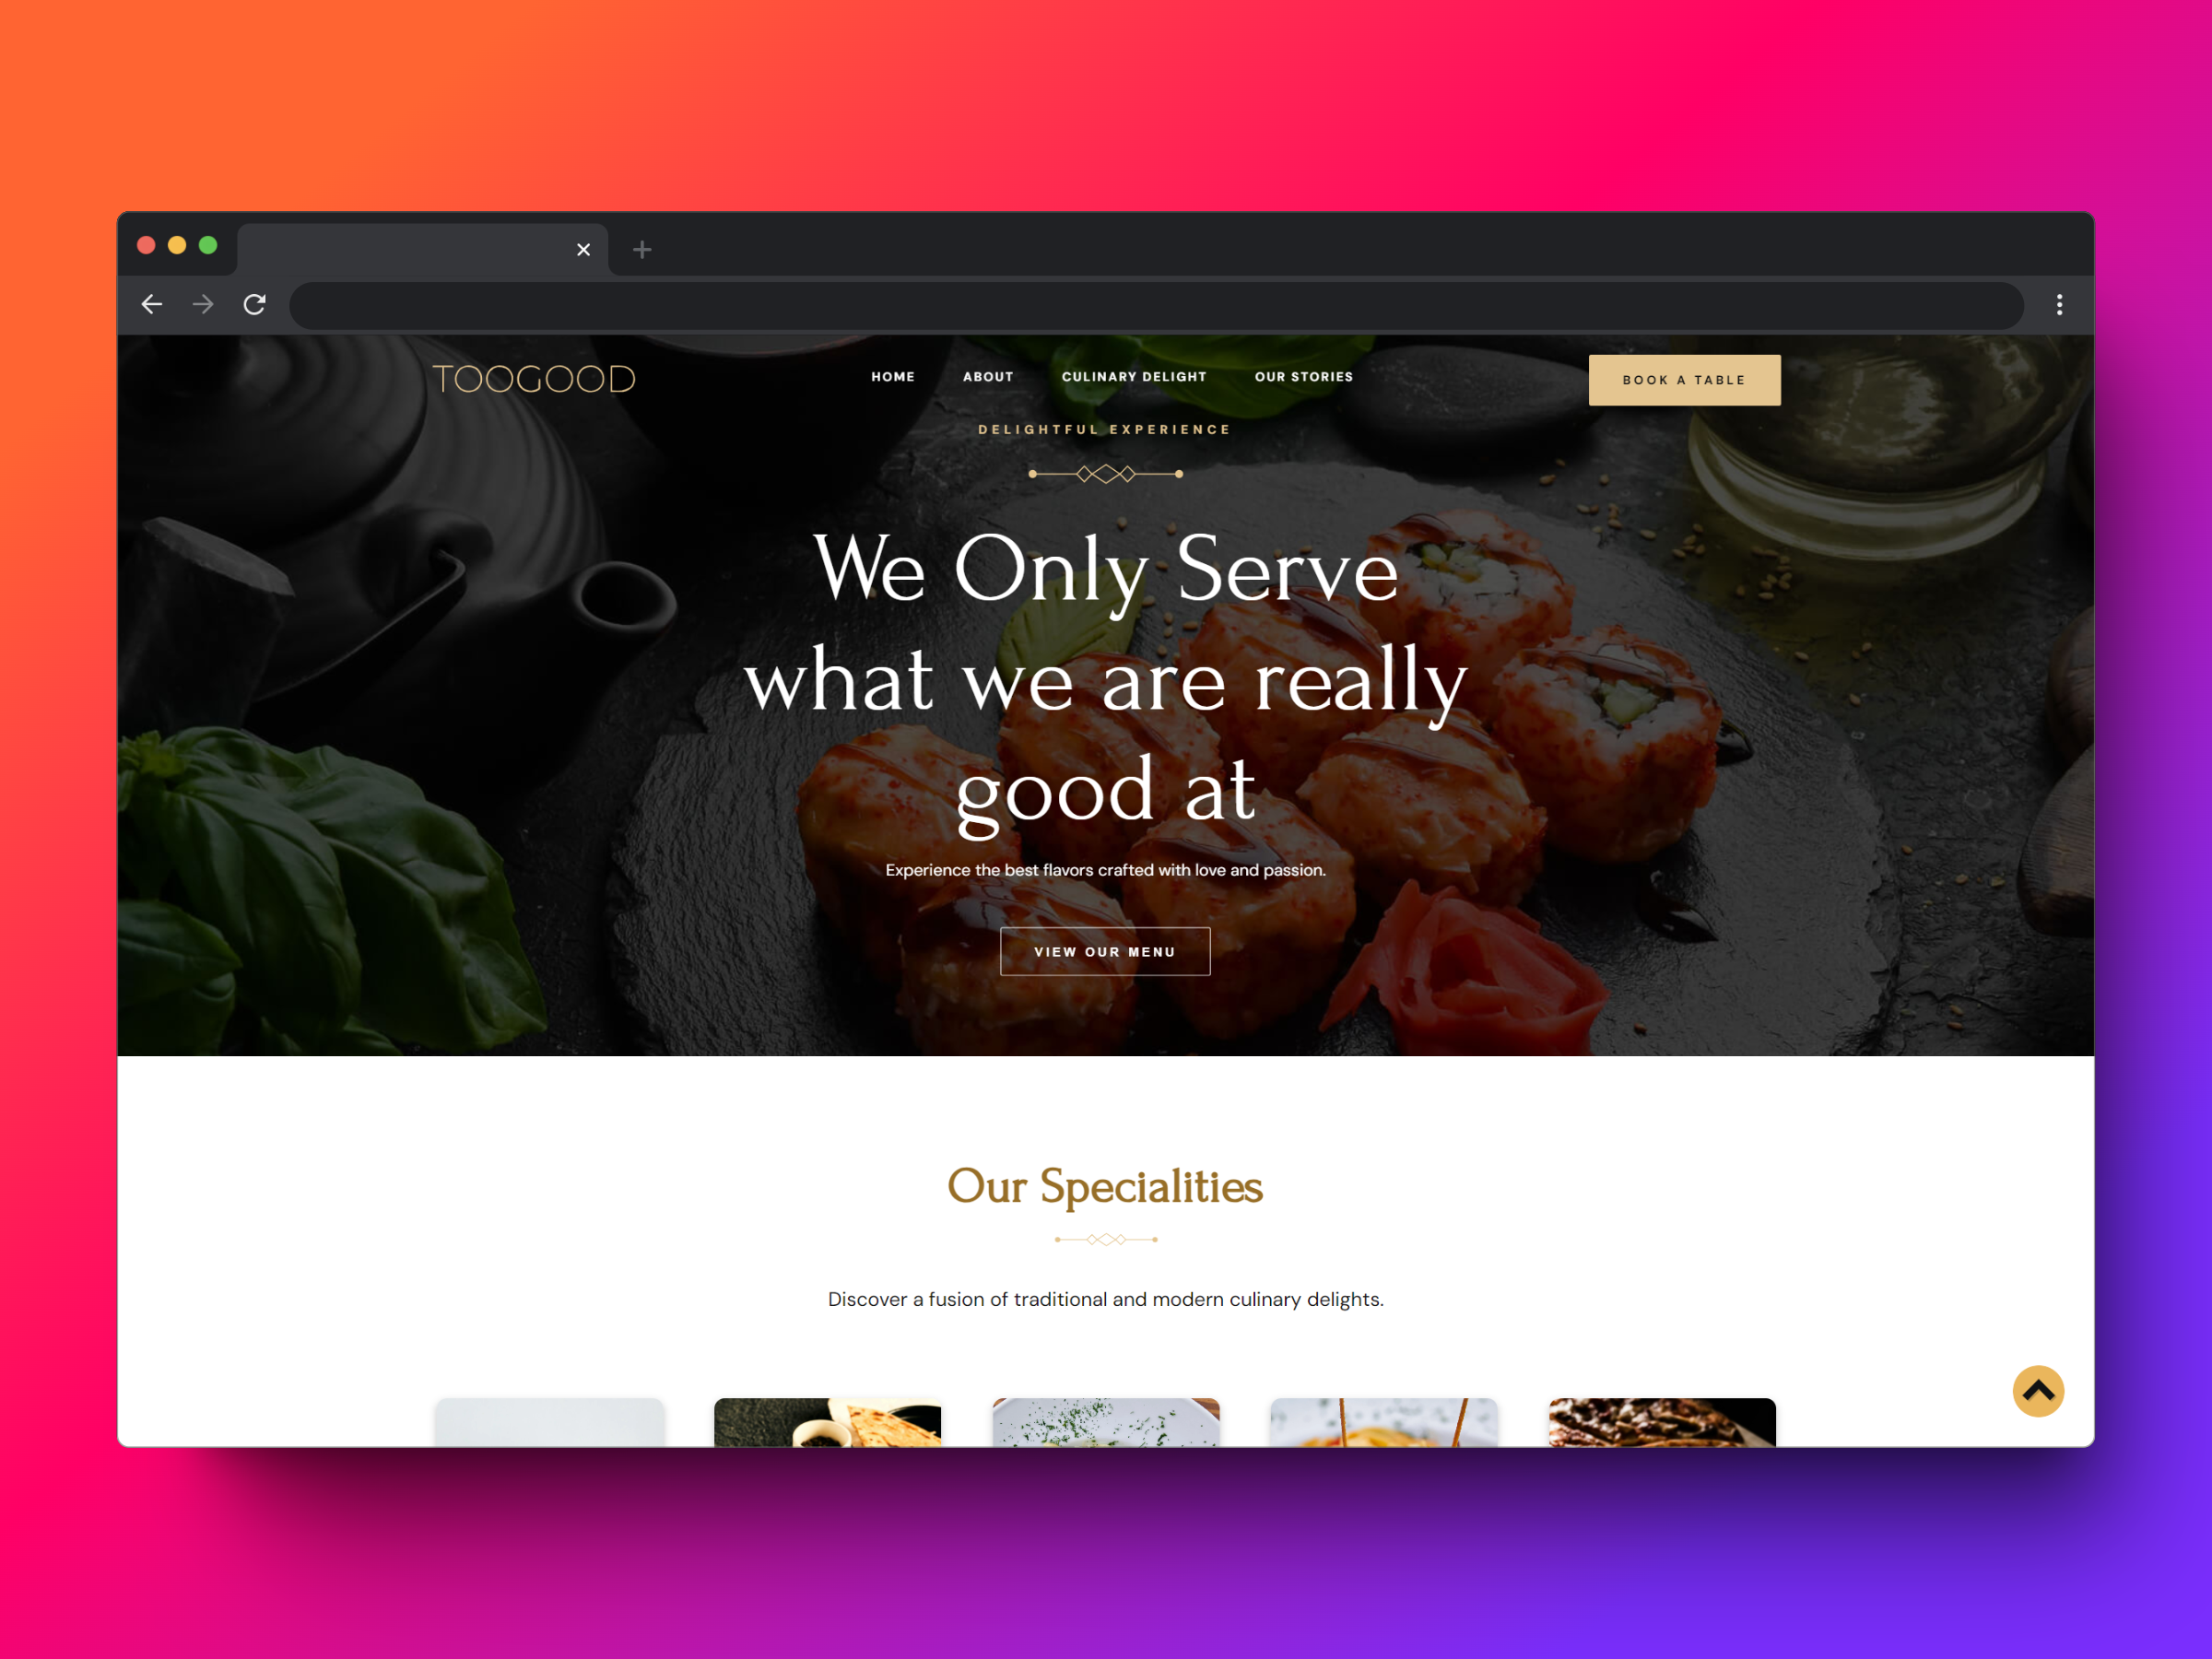 TOOGOOD
HOME ABOUT CULINARY DELIGHT OUR STORIES
BOOK A TABLE
DELIGHTFUL EXPERIENCE
We Only Serve
what we are really
good at
Experience the best flavors crafted with love and passion.
VIEW OUR MENU
Our Specialities
Discover a fusion of traditional and modern culinary delights.